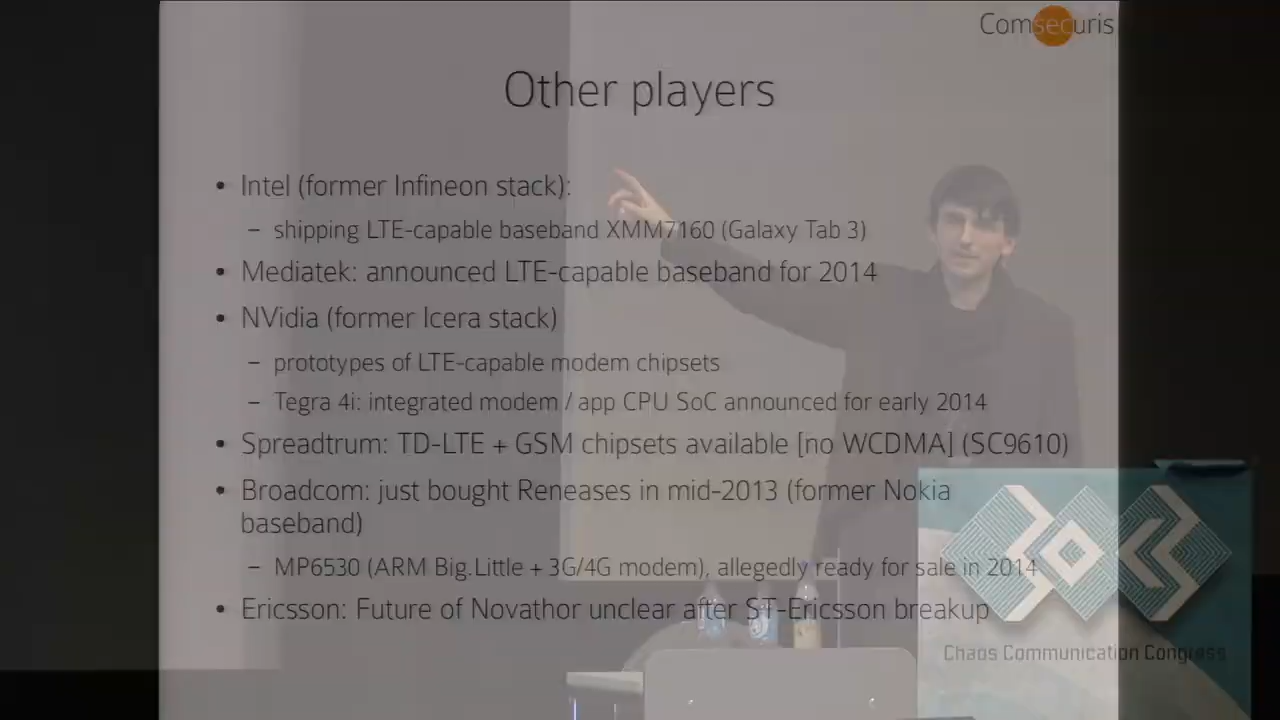 Comsecuris
Other players
• Intel (former Infineon stack):
– shipping LTE-capable baseband XMM7160 (Galaxy Tab 3)
• Mediatek: announced LTE-capable baseband for 2014
• NVidia (former Icera stack)
– prototypes of LTE-capable modem chipsets
– Tegra 4i: integrated modem / app CPU SoC announced for early 2014
• Spreadtrum: TD-LTE + GSM chipsets available [no WCDMA] (SC9610)
• Broadcom: just bought Reneases in mid-2013 (former Nokia
baseband)
– MP6530 (ARM Big.Little + 3G/4G modem), allegedly ready for sale in 2014
• Ericsson: Future of Novathor unclear after ST-Ericsson breakup
30C3
Chaos Communication Congress